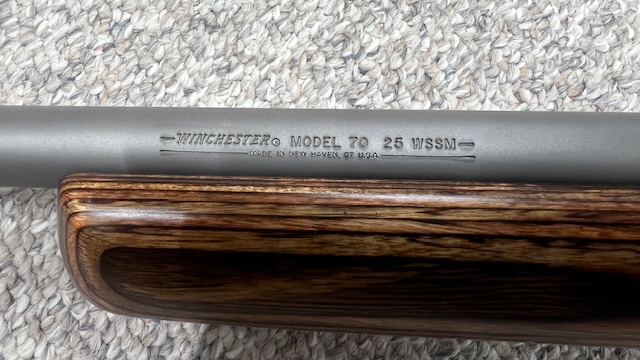 WINCHESTER® MODEL 70 25 WSSM
MADE IN NEW HAVEN, CT U.S.A.